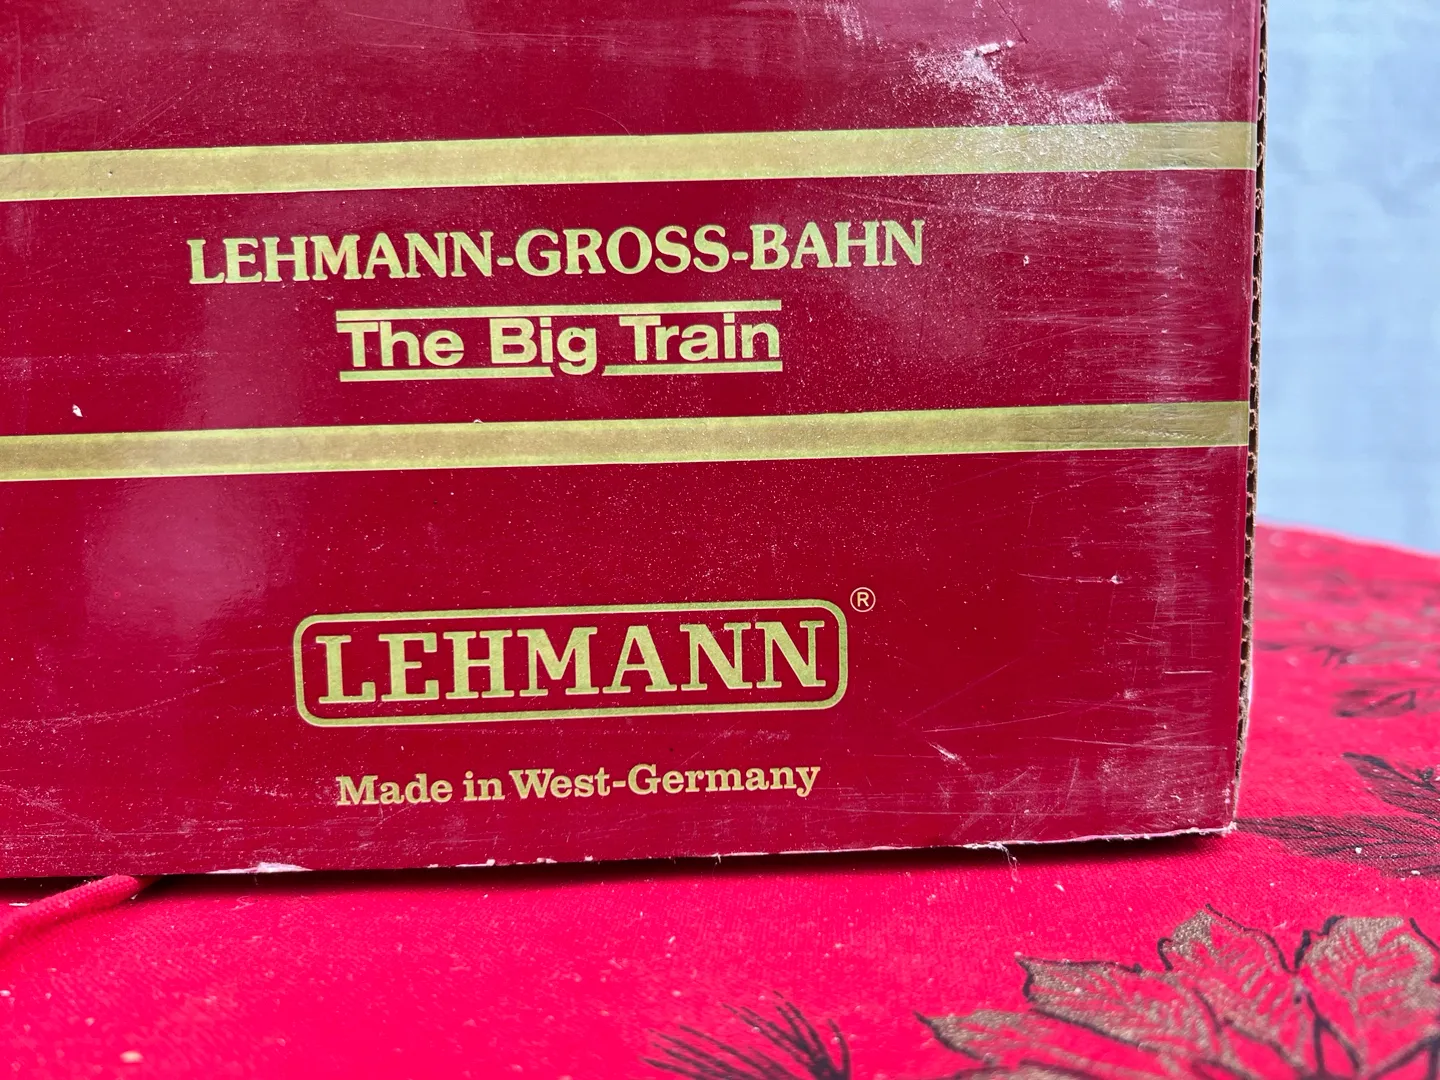 LEHMANN-GROSS-BAHN
The Big Train
LEHMANN®
Made in West-Germany